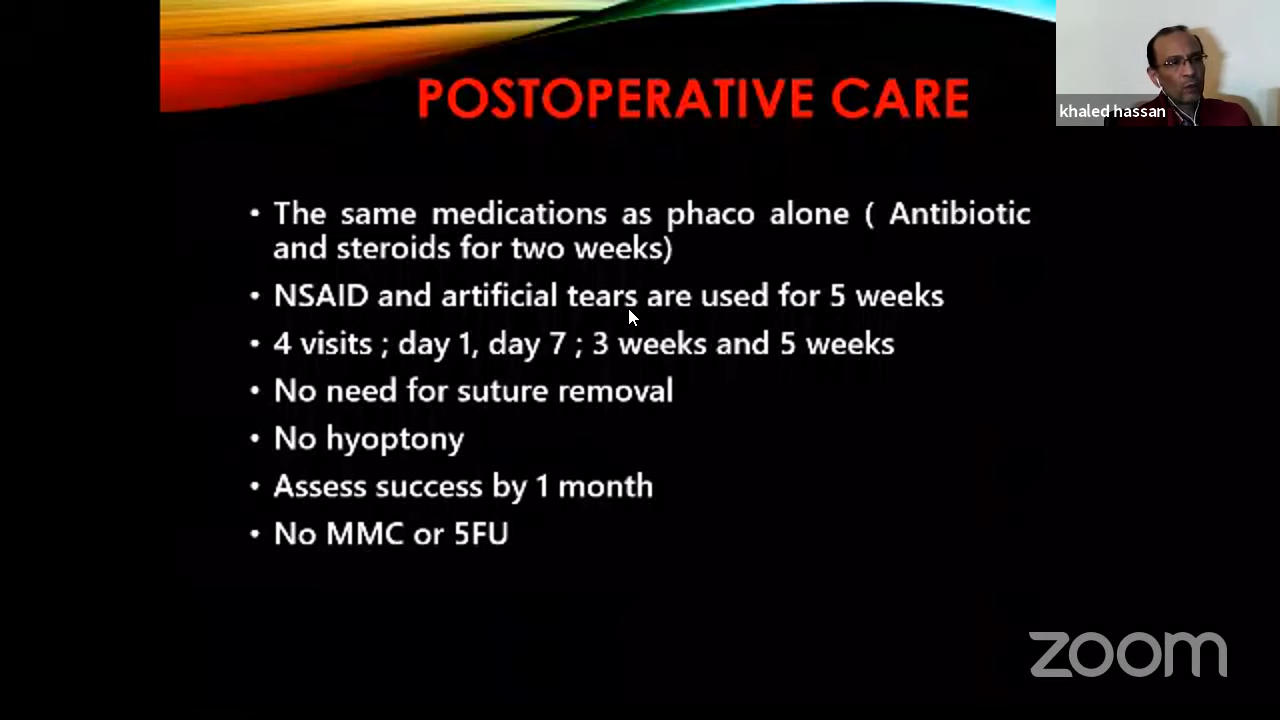 POSTOPERATIVE CARE
khaled hassan
• The same medications as phaco alone ( Antibiotic
and steroids for two weeks)
• NSAID and artificial tears are used for 5 weeks
• 4 visits ; day 1, day 7 ; 3 weeks and 5 weeks
• No need for suture removal
• No hyoptony
• Assess success by 1 month
• No MMC or 5FU
zoom